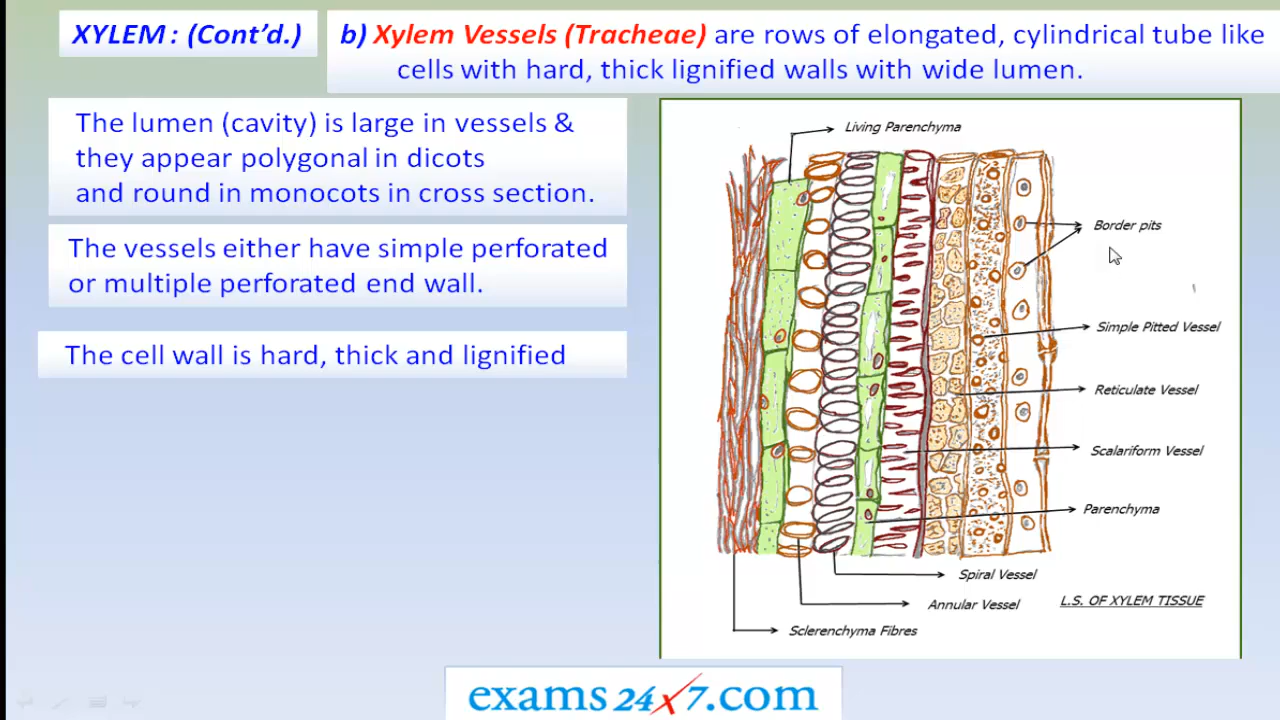 XYLEM : (Cont’d.)
b) Xylem Vessels (Tracheae) are rows of elongated, cylindrical tube like
cells with hard, thick lignified walls with wide lumen.
The lumen (cavity) is large in vessels &
they appear polygonal in dicots
and round in monocots in cross section.
The vessels either have simple perforated
or multiple perforated end wall.
The cell wall is hard, thick and lignified
Living Parenchyma
Border pits
Simple Pitted Vessel
Reticulate Vessel
Scalariform Vessel
Parenchyma
Spiral Vessel
Annular Vessel
L.S. OF XYLEM TISSUE
Sclerenchyma Fibres
exams24x7.com